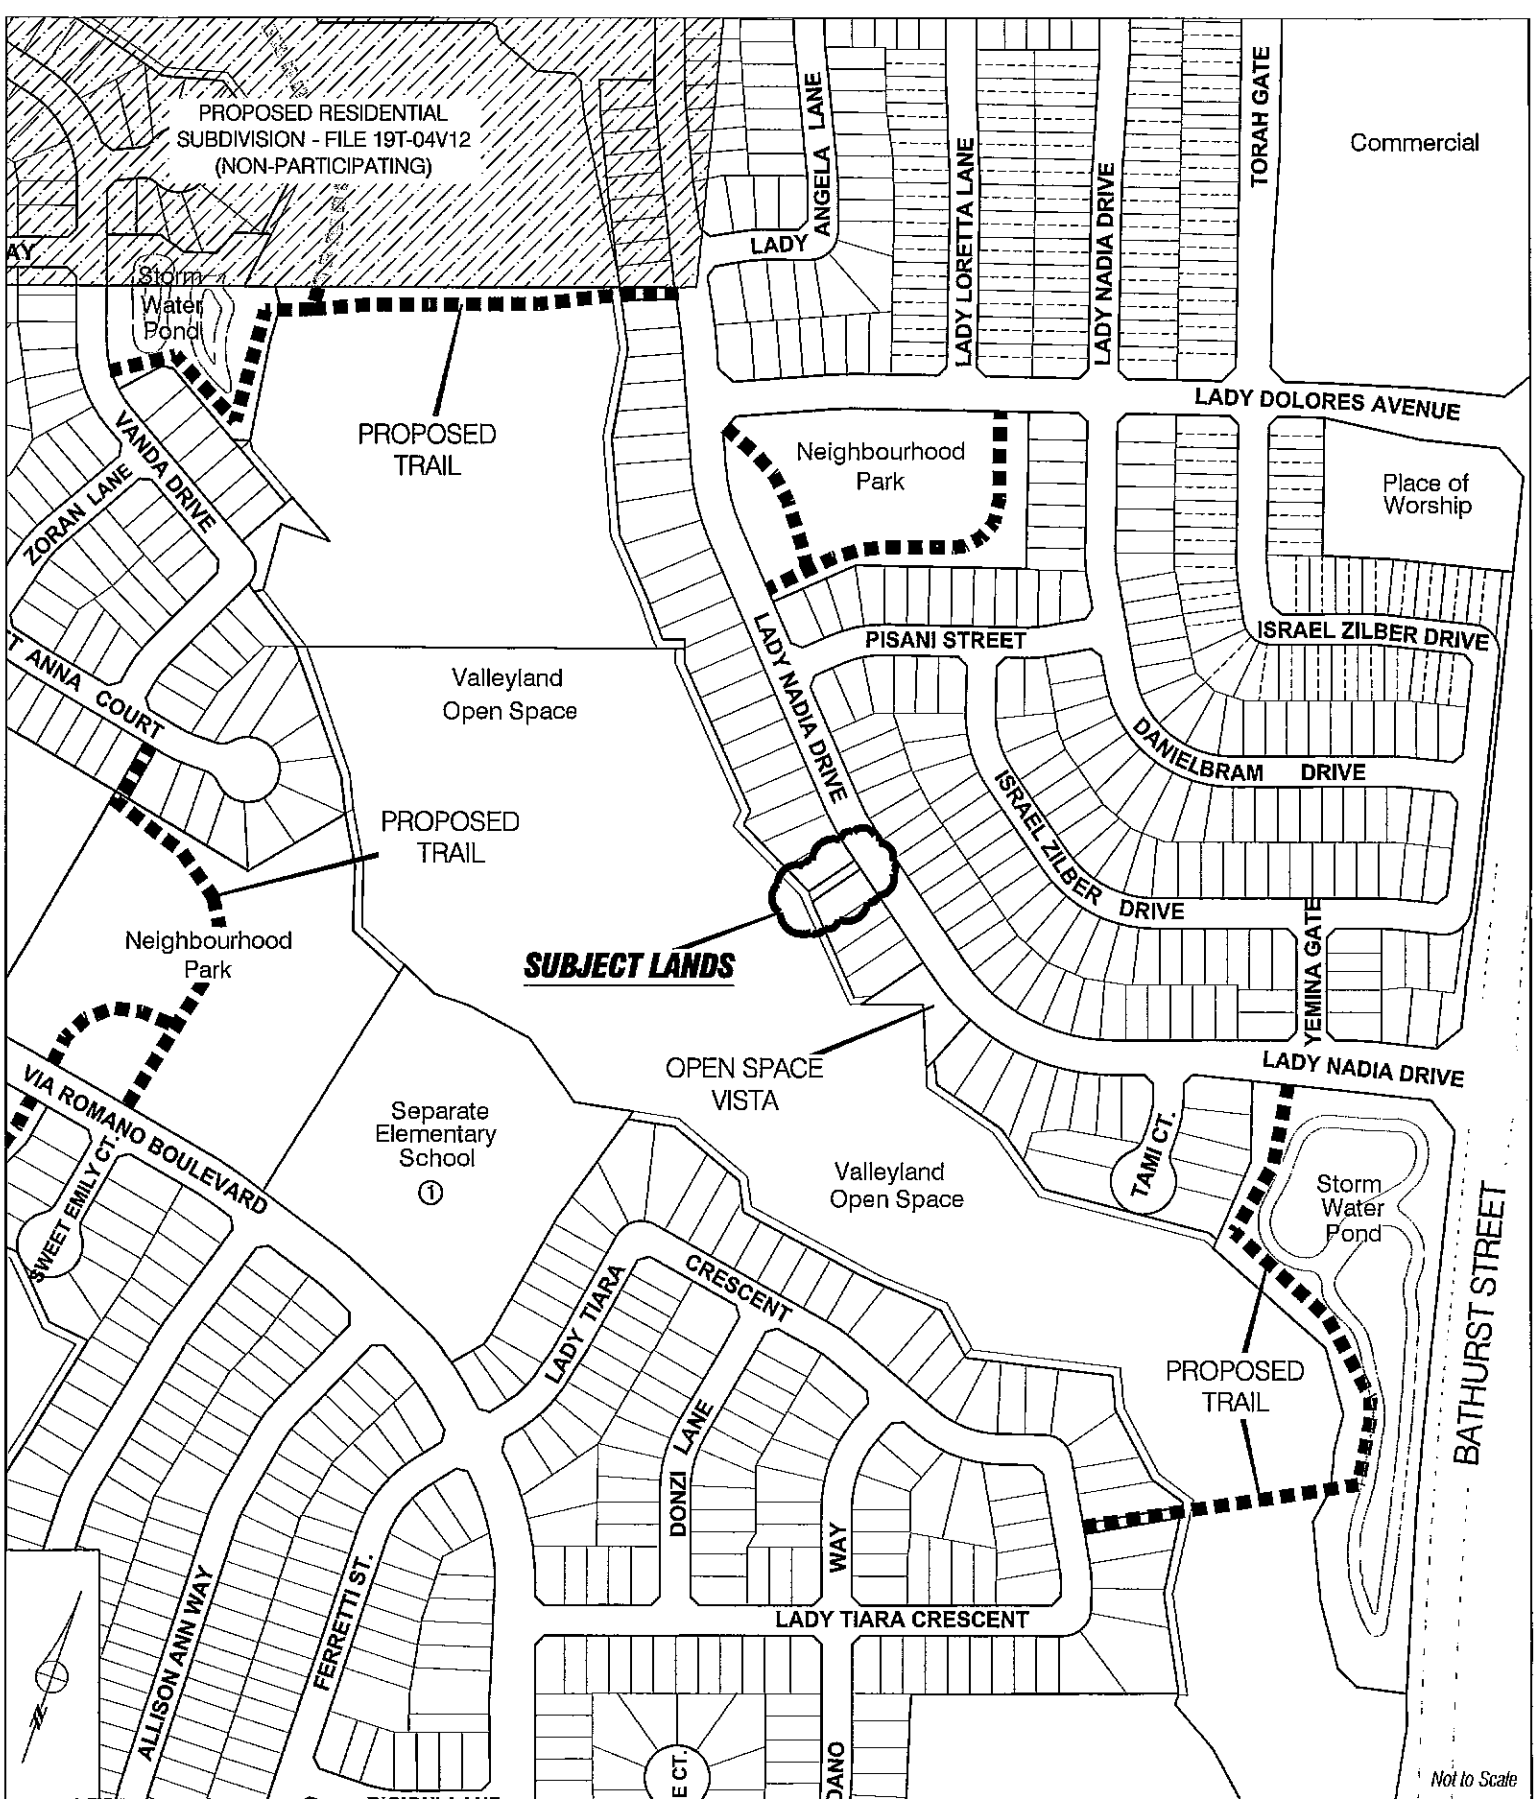 PROPOSED RESIDENTIAL
SUBDIVISION - FILE 19T-04V12
(NON-PARTICIPATING)
LADY ANGELA LANE
LADY LORETTA LANE
LADY NADIA DRIVE
TORAH GATE
Commercial
AY
Storm
Water
Pond
PROPOSED
TRAIL
LADY DOLORES AVENUE
Neighbourhood
Park
Place of
Worship
VANDA DRIVE
ZORAN LANE
T ANNA COURT
PISANI STREET
ISRAEL ZILBER DRIVE
LADY NADIA DRIVE
Valleyland
Open Space
DANIELBRAM DRIVE
ISRAEL ZILBER DRIVE
PROPOSED
TRAIL
SUBJECT LANDS
YEMINA GATE
Neighbourhood
Park
OPEN SPACE
VISTA
LADY NADIA DRIVE
VIA ROMANO BOULEVARD
SWEET EMILY CT.
Separate
Elementary
School
1
TAMI CT.
Valleyland
Open Space
Storm
Water
Pond
BATHURST STREET
LADY TIARA CRESCENT
PROPOSED
TRAIL
DONZI LANE
WAY
LADY TIARA CRESCENT
ALLISON ANN WAY
FERRETTI ST.
E CT.
DANO
Not to Scale